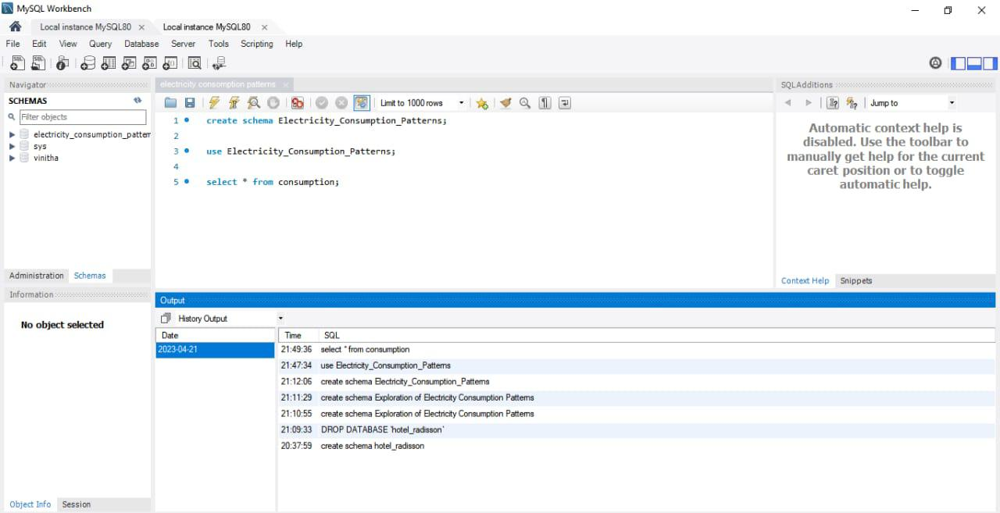 MySQL Workbench
Local instance MySQL80 Local instance MySQL80
File Edit View Query Database Server Tools Scripting Help
Navigator
SCHEMAS
Filter objects
electricity_consumption_patter
sys
vinitha
Administration Schemas
Information
No object selected
Object Info Session
electricity consomption patterns
Limit to 1000 rows
1 create schema Electricity_Consumption_Patterns;
2
3 use Electricity_Consumption_Patterns;
4
5 select * from consumption;
SQLAdditions
Jump to
Automatic context help is
disabled. Use the toolbar to
manually get help for the current
caret position or to toggle
automatic help.
Context Help Snippets
Output
History Output
Date Time SQL
2023-04-21
21:49:36 select * from consumption
21:47:34 use Electricity_Consumption_Patterns
21:12:06 create schema Electricity_Consumption_Patterns
21:11:29 create schema Exploration of Electricity Consumption Patterns
21:10:55 create schema Exploration of Electricity Consumption Patterns
21:09:33 DROP DATABASE `hotel_radisson`
20:37:59 create schema hotel_radisson